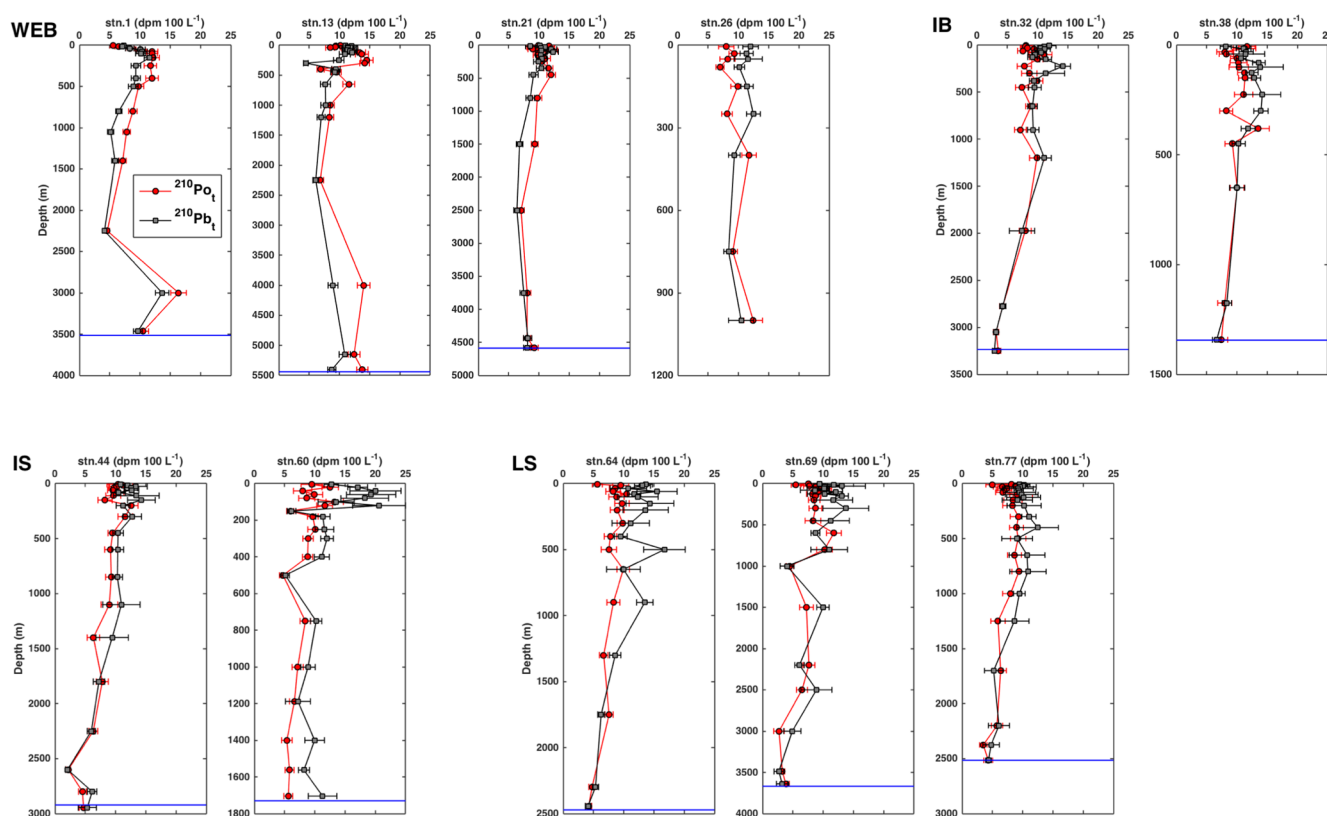 WEB
stn.1 (dpm 100 L⁻¹)
0 5 10 15 20 25
0
500
1000
1500
2000
2500
3000
3500
4000
Depth (m)
²¹⁰Poₜ
²¹⁰Pbₜ
stn.13 (dpm 100 L⁻¹)
0 5 10 15 20 25
0
500
1000
1500
2000
2500
3000
3500
4000
4500
5000
5500
stn.21 (dpm 100 L⁻¹)
0 5 10 15 20 25
0
500
1000
1500
2000
2500
3000
3500
4000
4500
5000
stn.26 (dpm 100 L⁻¹)
0 5 10 15 20 25
0
300
600
900
1200
IB
stn.32 (dpm 100 L⁻¹)
0 5 10 15 20 25
0
500
1000
1500
2000
2500
3000
3500
Depth (m)
stn.38 (dpm 100 L⁻¹)
0 5 10 15 20 25
0
500
1000
1500
IS
stn.44 (dpm 100 L⁻¹)
0 5 10 15 20 25
0
500
1000
1500
2000
2500
3000
Depth (m)
stn.60 (dpm 100 L⁻¹)
0 5 10 15 20 25
0
200
400
600
800
1000
1200
1400
1600
1800
LS
stn.64 (dpm 100 L⁻¹)
0 5 10 15 20 25
0
500
1000
1500
2000
2500
Depth (m)
stn.69 (dpm 100 L⁻¹)
0 5 10 15 20 25
0
500
1000
1500
2000
2500
3000
3500
4000
stn.77 (dpm 100 L⁻¹)
0 5 10 15 20 25
0
500
1000
1500
2000
2500
3000